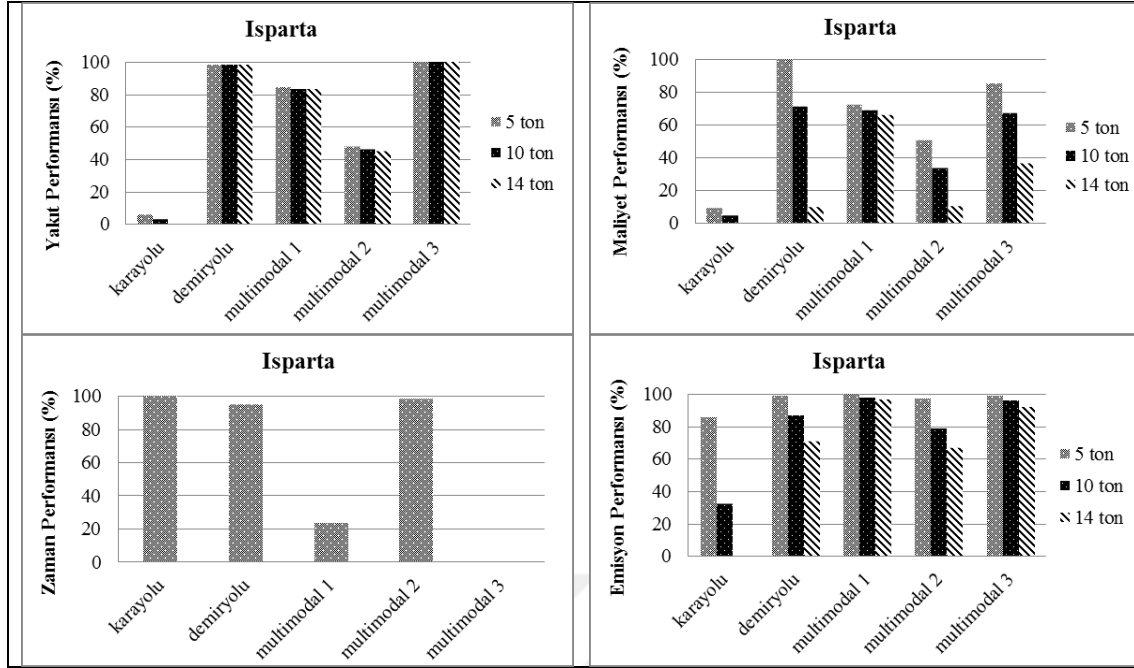 Isparta
Yakıt Performansı (%)
100
80
60
40
20
0
karayolu
demiryolu
multimodal 1
multimodal 2
multimodal 3
5 ton
10 ton
14 ton
Isparta
Maliyet Performansı (%)
100
80
60
40
20
0
karayolu
demiryolu
multimodal 1
multimodal 2
multimodal 3
5 ton
10 ton
14 ton
Isparta
Zaman Performansı (%)
100
80
60
40
20
0
karayolu
demiryolu
multimodal 1
multimodal 2
multimodal 3
Isparta
Emisyon Performansı (%)
100
80
60
40
20
0
karayolu
demiryolu
multimodal 1
multimodal 2
multimodal 3
5 ton
10 ton
14 ton